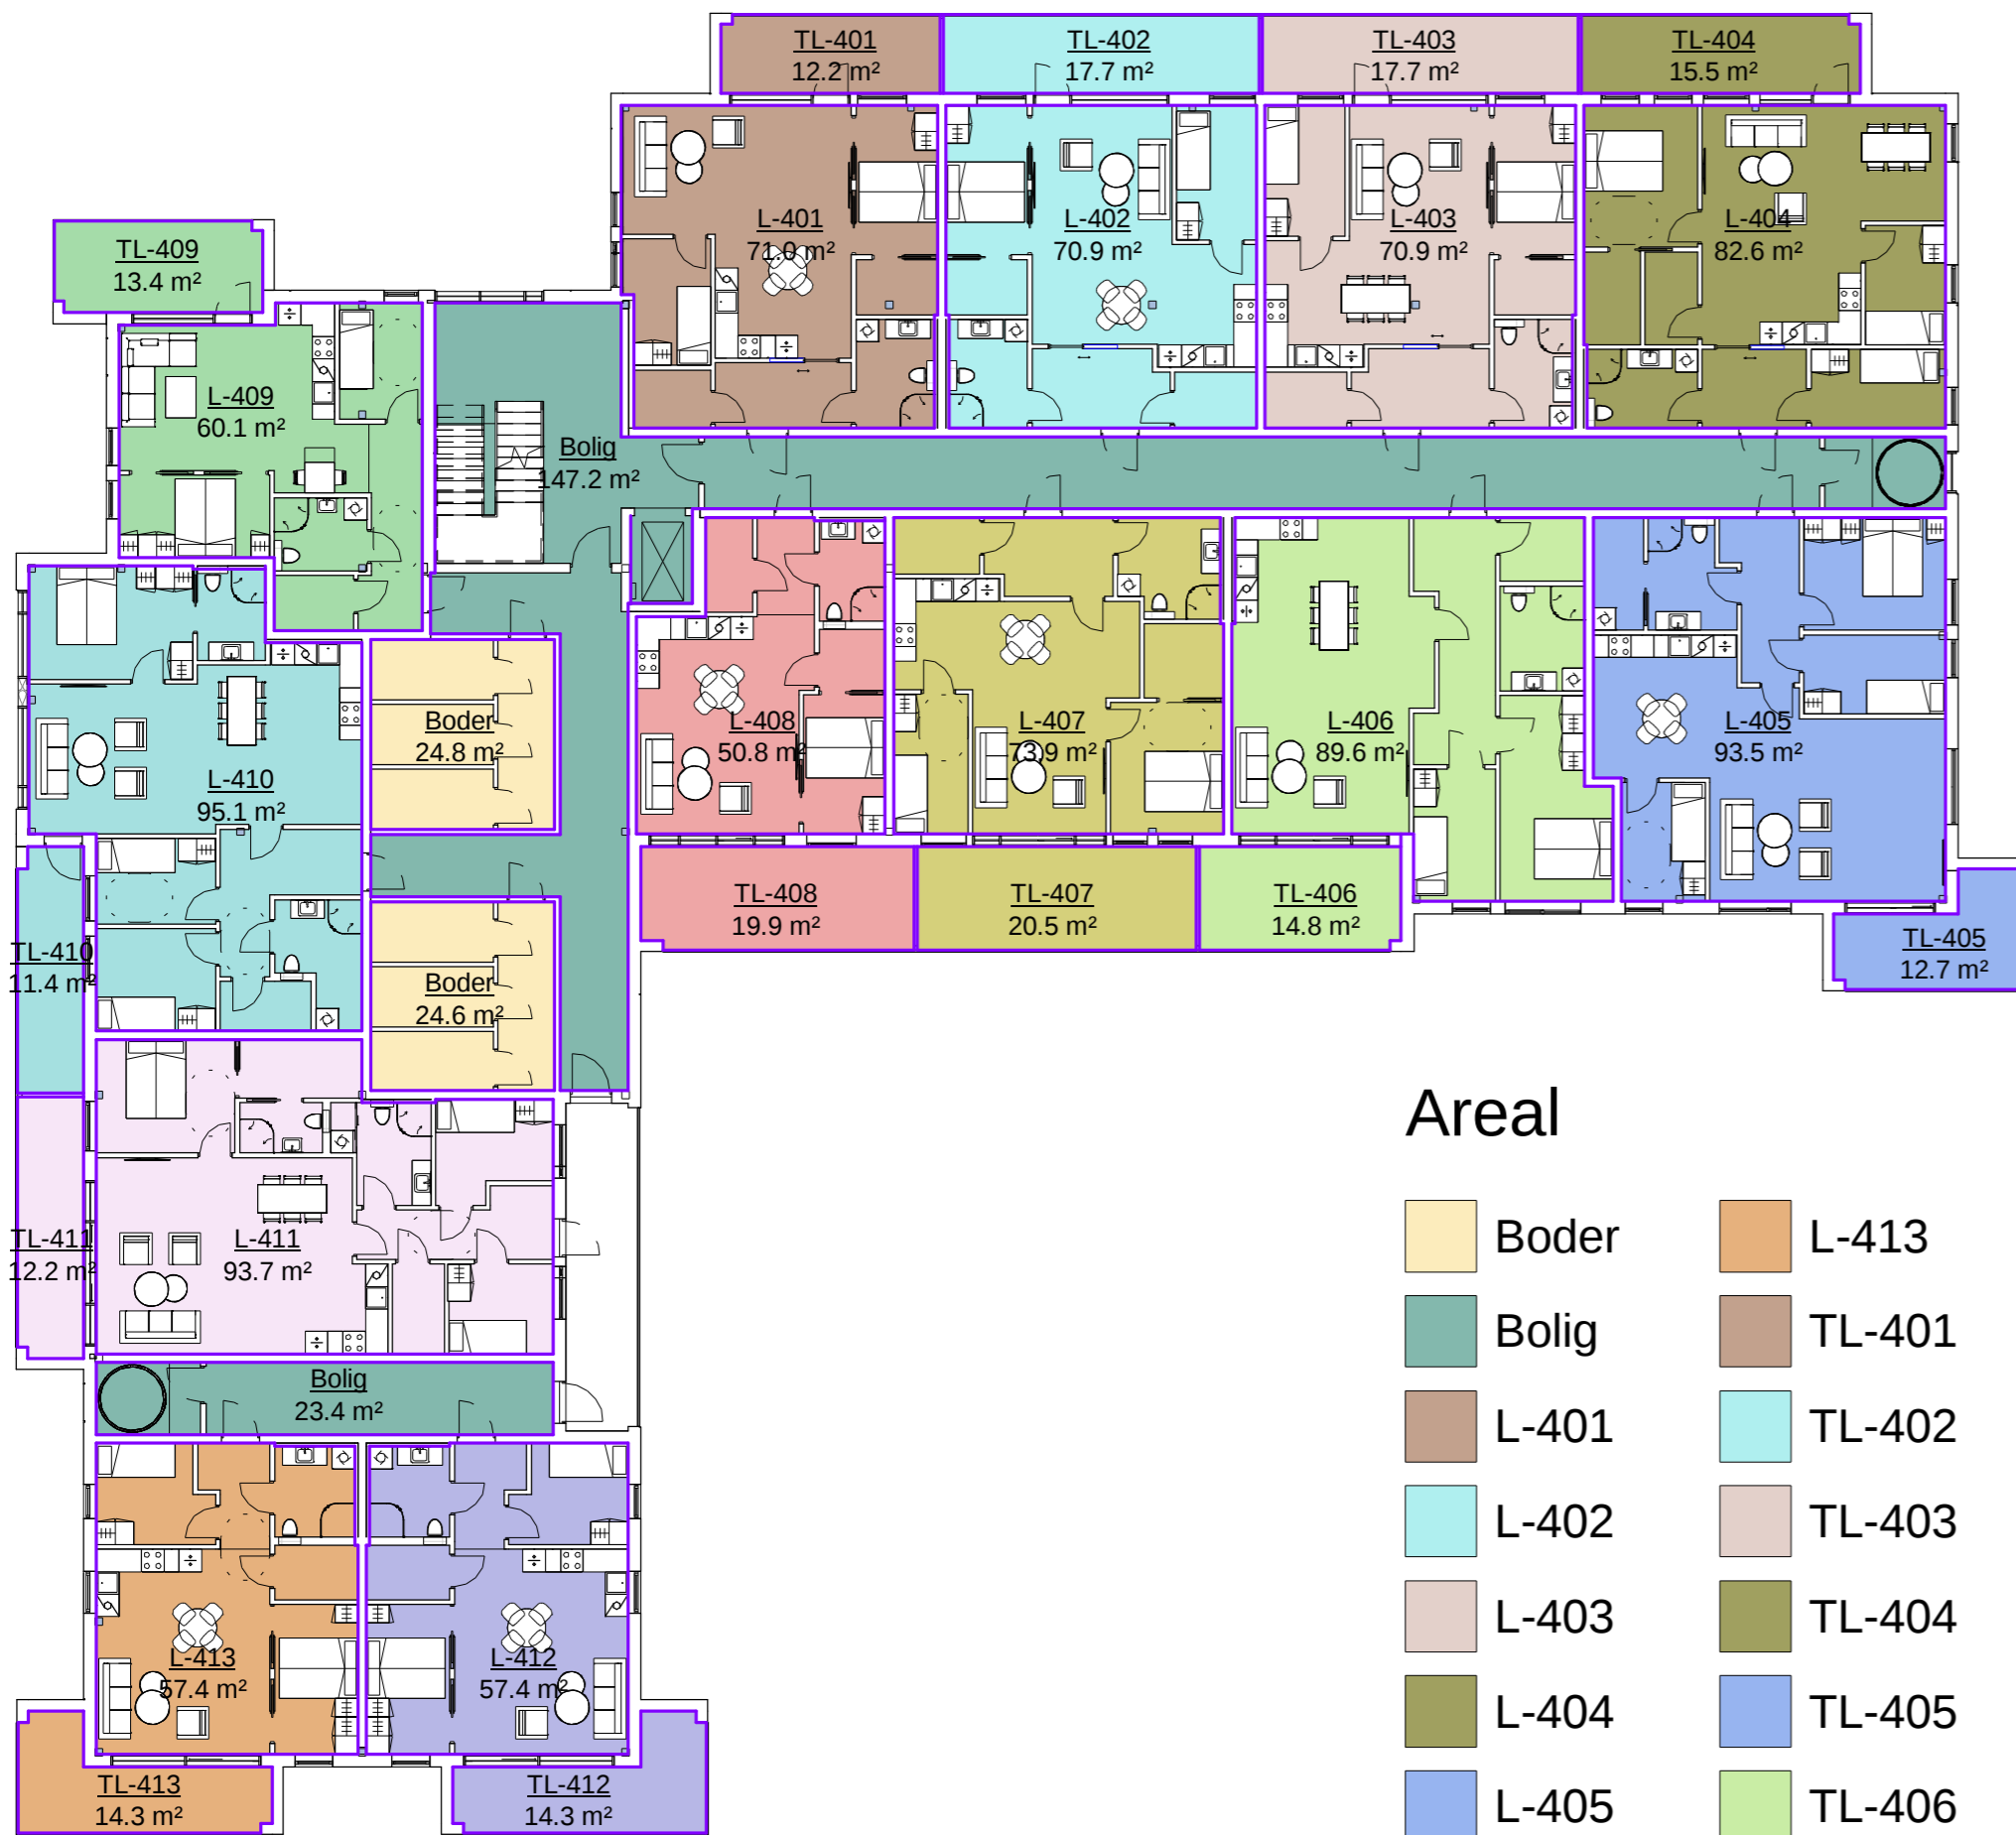 TL-401
12.2 m²
TL-402
17.7 m²
TL-403
17.7 m²
TL-404
15.5 m²
L-401
71.0 m²
L-402
70.9 m²
L-403
70.9 m²
L-404
82.6 m²
TL-409
13.4 m²
L-409
60.1 m²
Bolig
147.2 m²
L-410
95.1 m²
Boder
24.8 m²
L-408
50.8 m²
L-407
73.9 m²
L-406
89.6 m²
L-405
93.5 m²
TL-410
11.4 m²
Boder
24.6 m²
TL-408
19.9 m²
TL-407
20.5 m²
TL-406
14.8 m²
TL-405
12.7 m²
TL-411
12.2 m²
L-411
93.7 m²
Bolig
23.4 m²
L-413
57.4 m²
L-412
57.4 m²
TL-413
14.3 m²
TL-412
14.3 m²
Areal
Boder
Bolig
L-401
L-402
L-403
L-404
L-405
L-413
TL-401
TL-402
TL-403
TL-404
TL-405
TL-406